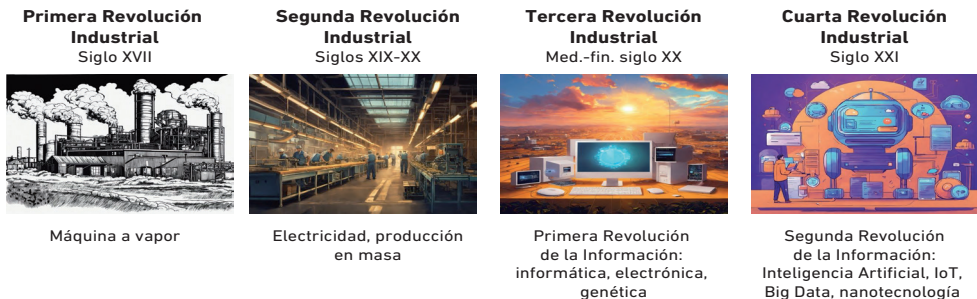 Primera Revolución
Industrial
Siglo XVII
Máquina a vapor
Segunda Revolución
Industrial
Siglos XIX-XX
Electricidad, producción
en masa
Tercera Revolución
Industrial
Med.-fin. siglo XX
Primera Revolución
de la Información:
informática, electrónica,
genética
Cuarta Revolución
Industrial
Siglo XXI
Segunda Revolución
de la Información:
Inteligencia Artificial, IoT,
Big Data, nanotecnología